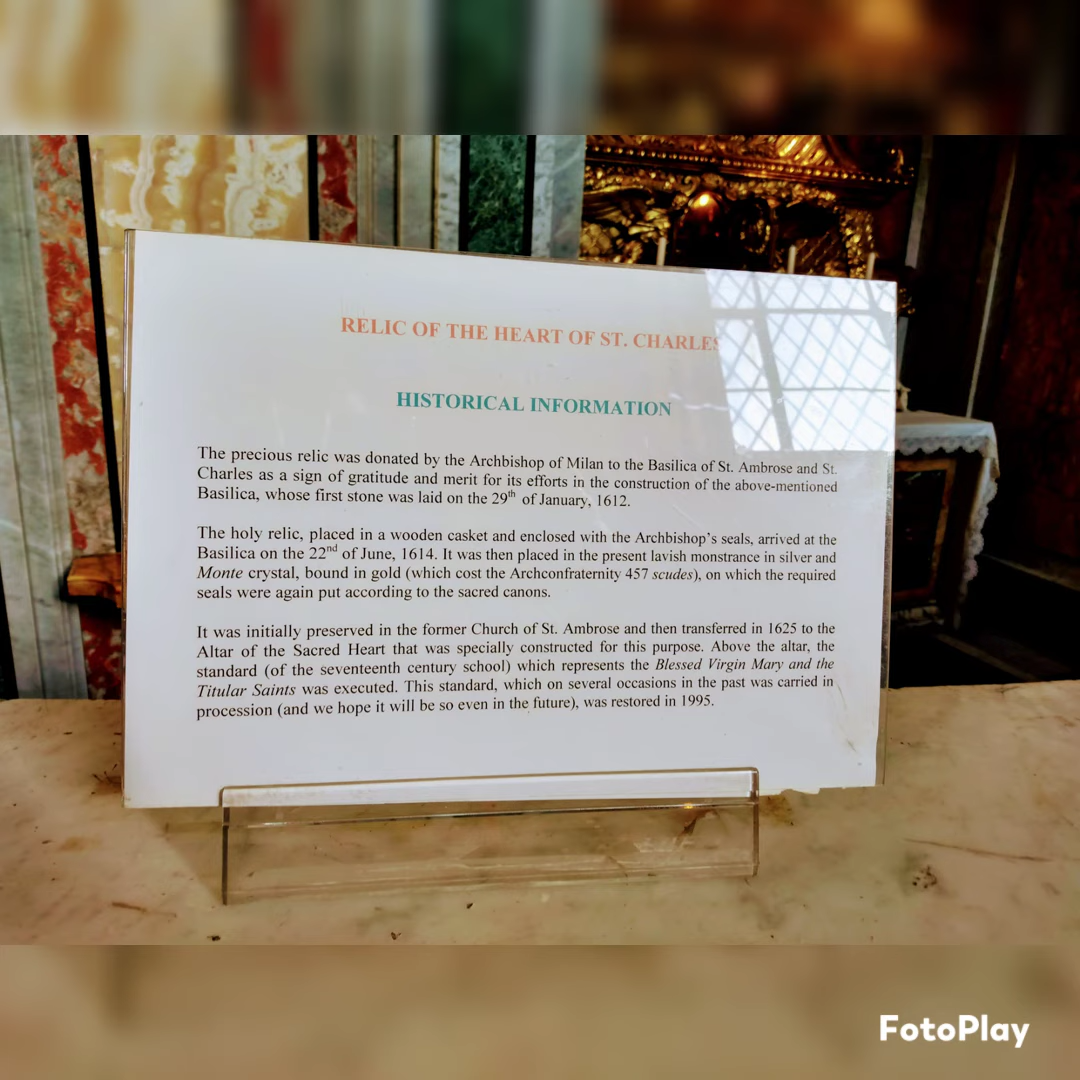 RELIC OF THE HEART OF ST. CHARLES
HISTORICAL INFORMATION
The precious relic was donated by the Archbishop of Milan to the Basilica of St. Ambrose and St.
Charles as a sign of gratitude and merit for its efforts in the construction of the above-mentioned
Basilica, whose first stone was laid on the 29th of January, 1612.
The holy relic, placed in a wooden casket and enclosed with the Archbishop's seals, arrived at the
Basilica on the 22nd of June, 1614. It was then placed in the present lavish monstrance in silver and
Monte crystal, bound in gold (which cost the Archconfraternity 457 scudes), on which the required
seals were again put according to the sacred canons.
It was initially preserved in the former Church of St. Ambrose and then transferred in 1625 to the
Altar of the Sacred Heart that was specially constructed for this purpose. Above the altar, the
standard (of the seventeenth century school) which represents the Blessed Virgin Mary and the
Titular Saints was executed. This standard, which on several occasions in the past was carried in
procession (and we hope it will be so even in the future), was restored in 1995.
FotoPlay